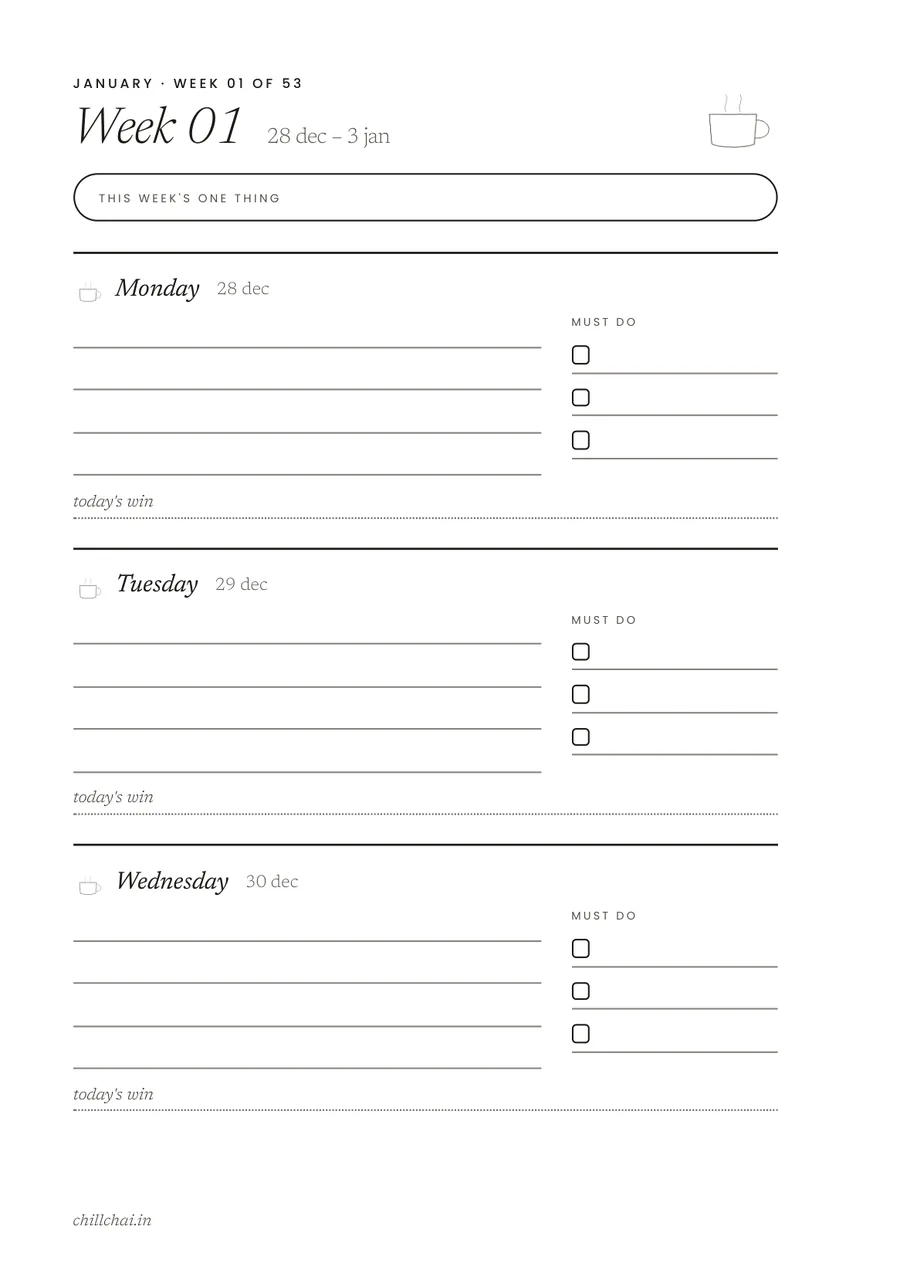 JANUARY · WEEK 01 OF 53
Week 01 28 dec – 3 jan
THIS WEEK'S ONE THING
Monday 28 dec
MUST DO
today's win
Tuesday 29 dec
MUST DO
today's win
Wednesday 30 dec
MUST DO
today's win
chillchai.in